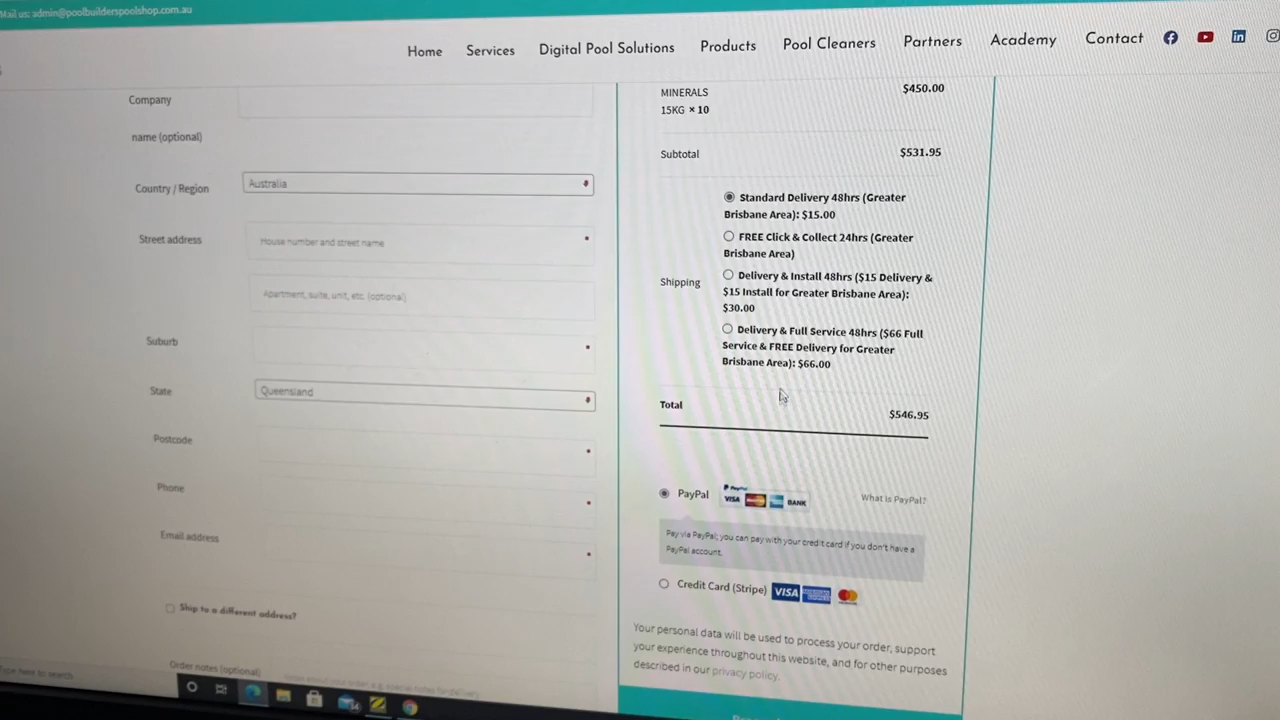 Mail us: admin@poolbuilderspoolshop.com.au
Home Services Digital Pool Solutions Products Pool Cleaners Partners Academy Contact
Company
name (optional)
Country / Region
Australia
Street address
House number and street name
Apartment, suite, unit, etc. (optional)
Suburb
State
Queensland
Postcode
Phone
Email address
Ship to a different address?
Order notes (optional)
Type here to search
MINERALS
15KG × 10
$450.00
Subtotal
$531.95
Shipping
Standard Delivery 48hrs (Greater
Brisbane Area): $15.00
FREE Click & Collect 24hrs (Greater
Brisbane Area)
Delivery & Install 48hrs ($15 Delivery &
$15 Install for Greater Brisbane Area):
$30.00
Delivery & Full Service 48hrs ($66 Full
Service & FREE Delivery for Greater
Brisbane Area): $66.00
Total
$546.95
PayPal
PayPal
VISA
BANK
What is PayPal?
Pay via PayPal; you can pay with your credit card if you don't have a
PayPal account.
Credit Card (Stripe)
VISA
Your personal data will be used to process your order, support
your experience throughout this website, and for other purposes
described in our privacy policy.